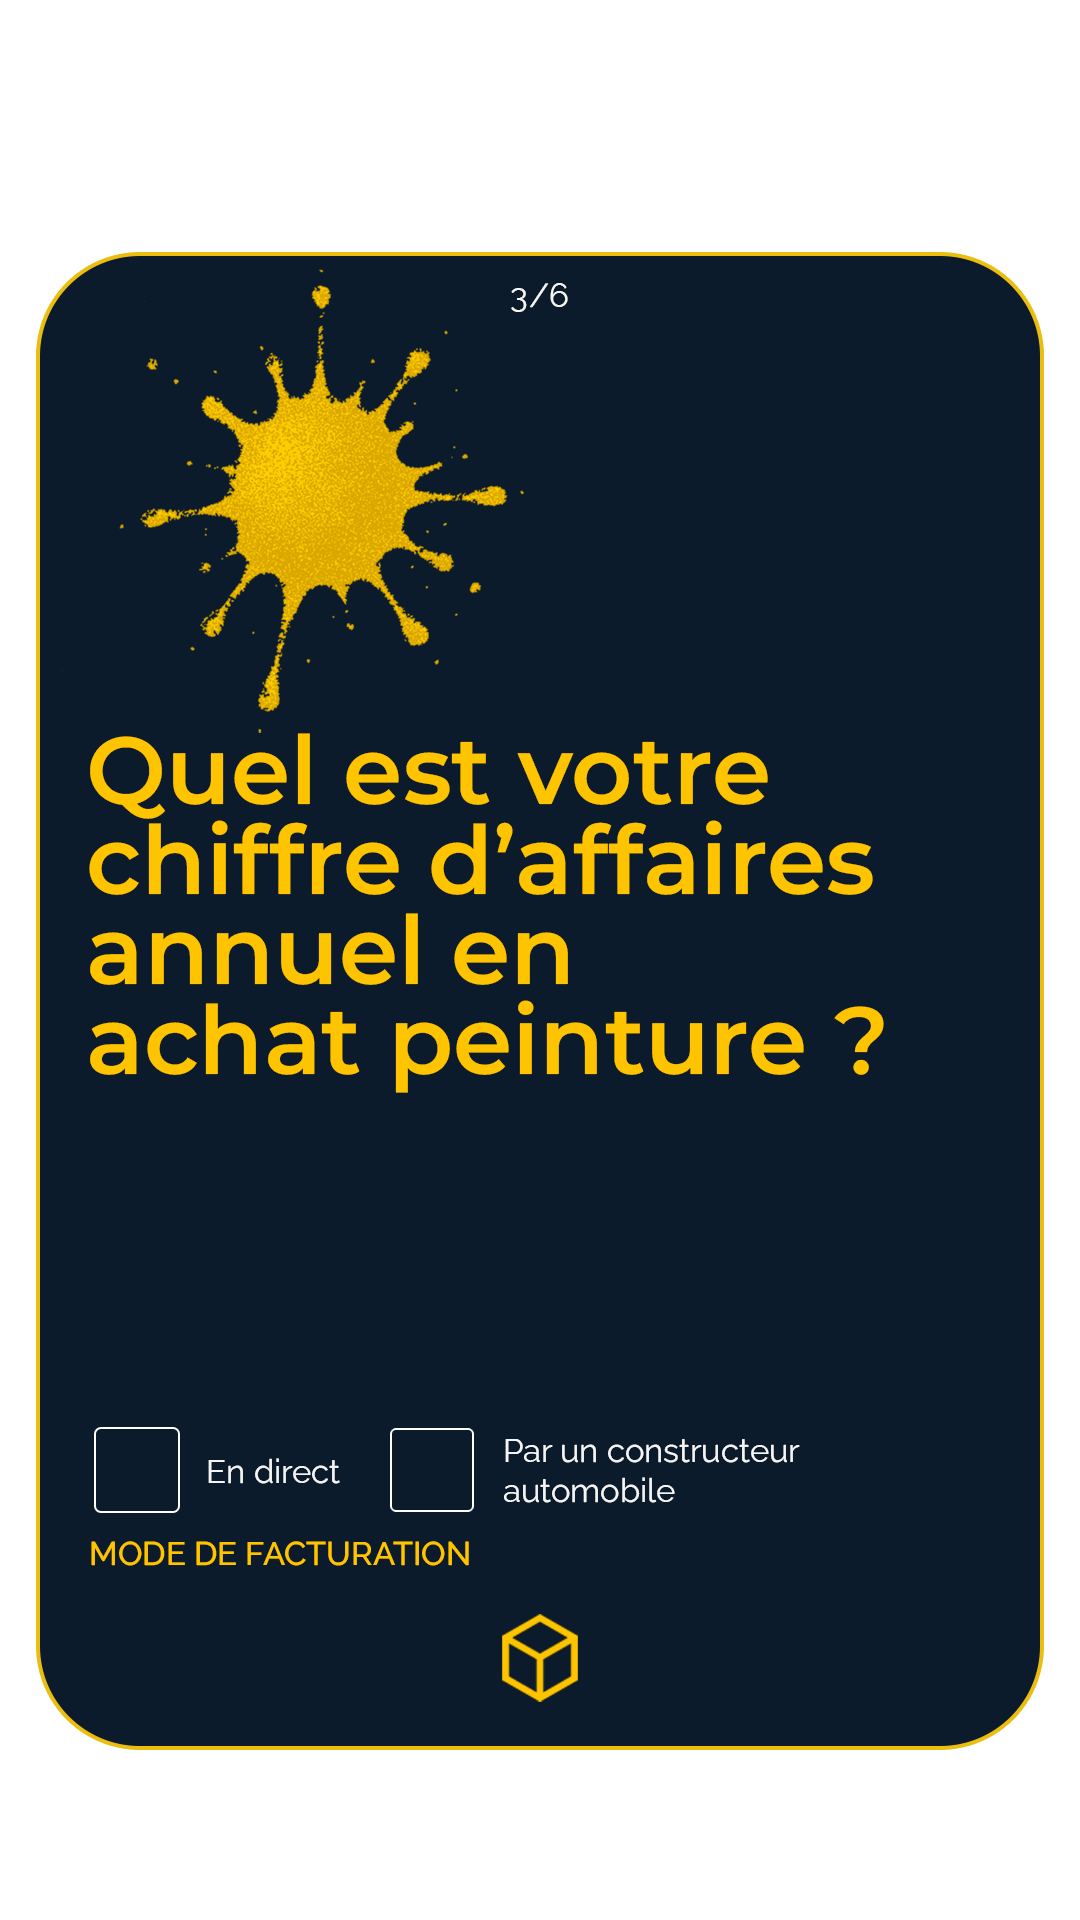 3/6
Quel est votre
chiffre d’affaires
annuel en
achat peinture ?
En direct
Par un constructeur
automobile
MODE DE FACTURATION